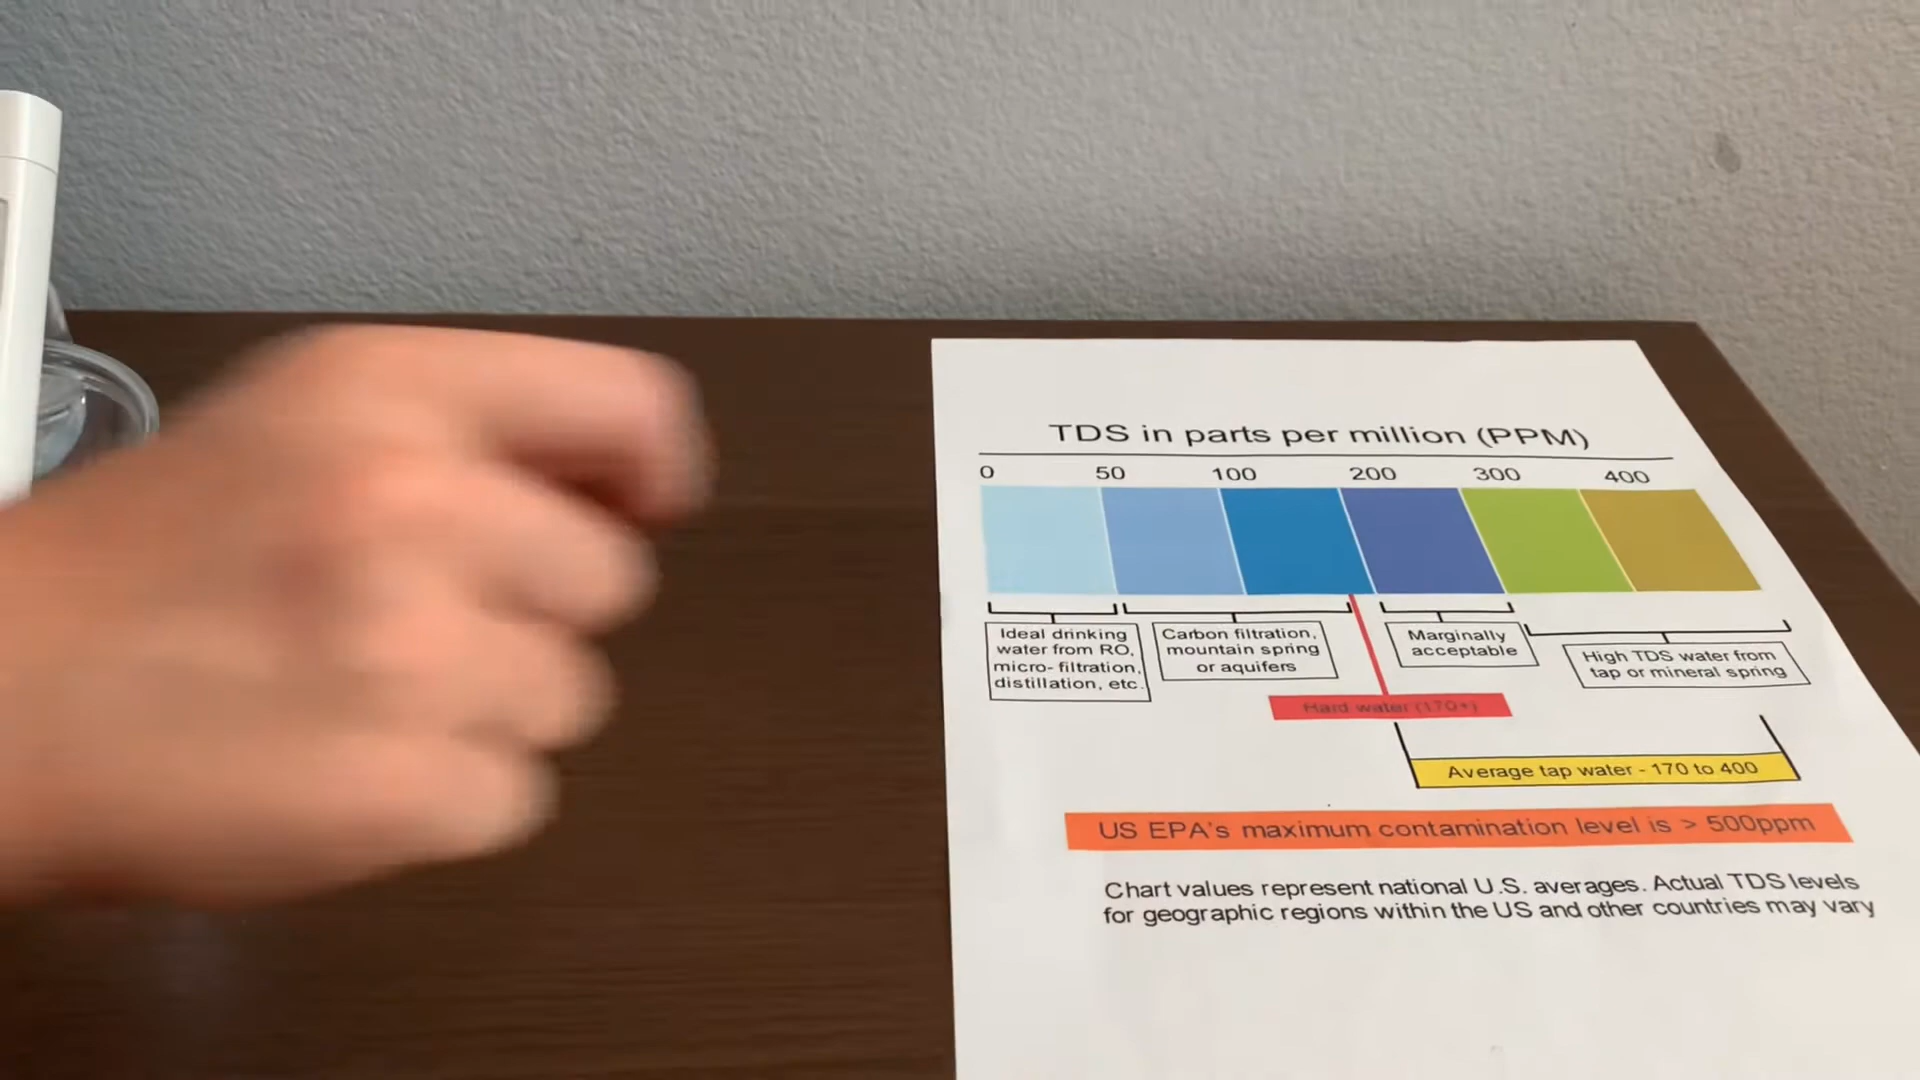 TDS in parts per million (PPM)
0 50 100 200 300 400
Ideal drinking
water from RO,
micro- filtration,
distillation, etc.
Carbon filtration,
mountain spring
or aquifers
Marginally
acceptable
High TDS water from
tap or mineral spring
Hard water (170+)
Average tap water - 170 to 400
US EPA's maximum contamination level is > 500ppm
Chart values represent national U.S. averages. Actual TDS levels
for geographic regions within the US and other countries may vary